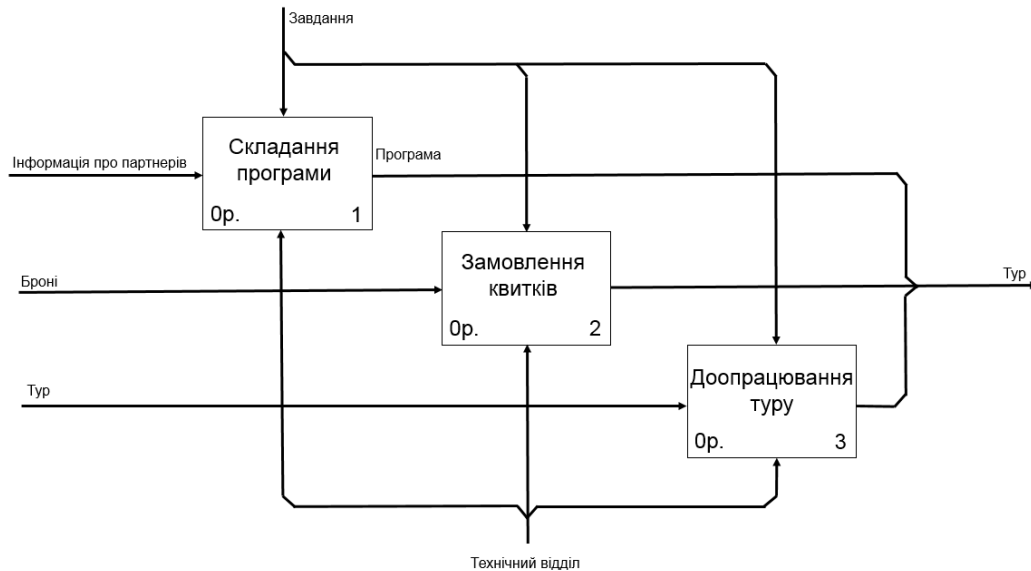 Завдання
Складання
програми
0р. 1
Інформація про партнерів
Програма
Замовлення
квитків
0р. 2
Броні
Тур
Доопрацювання
туру
0р. 3
Тур
Технічний відділ